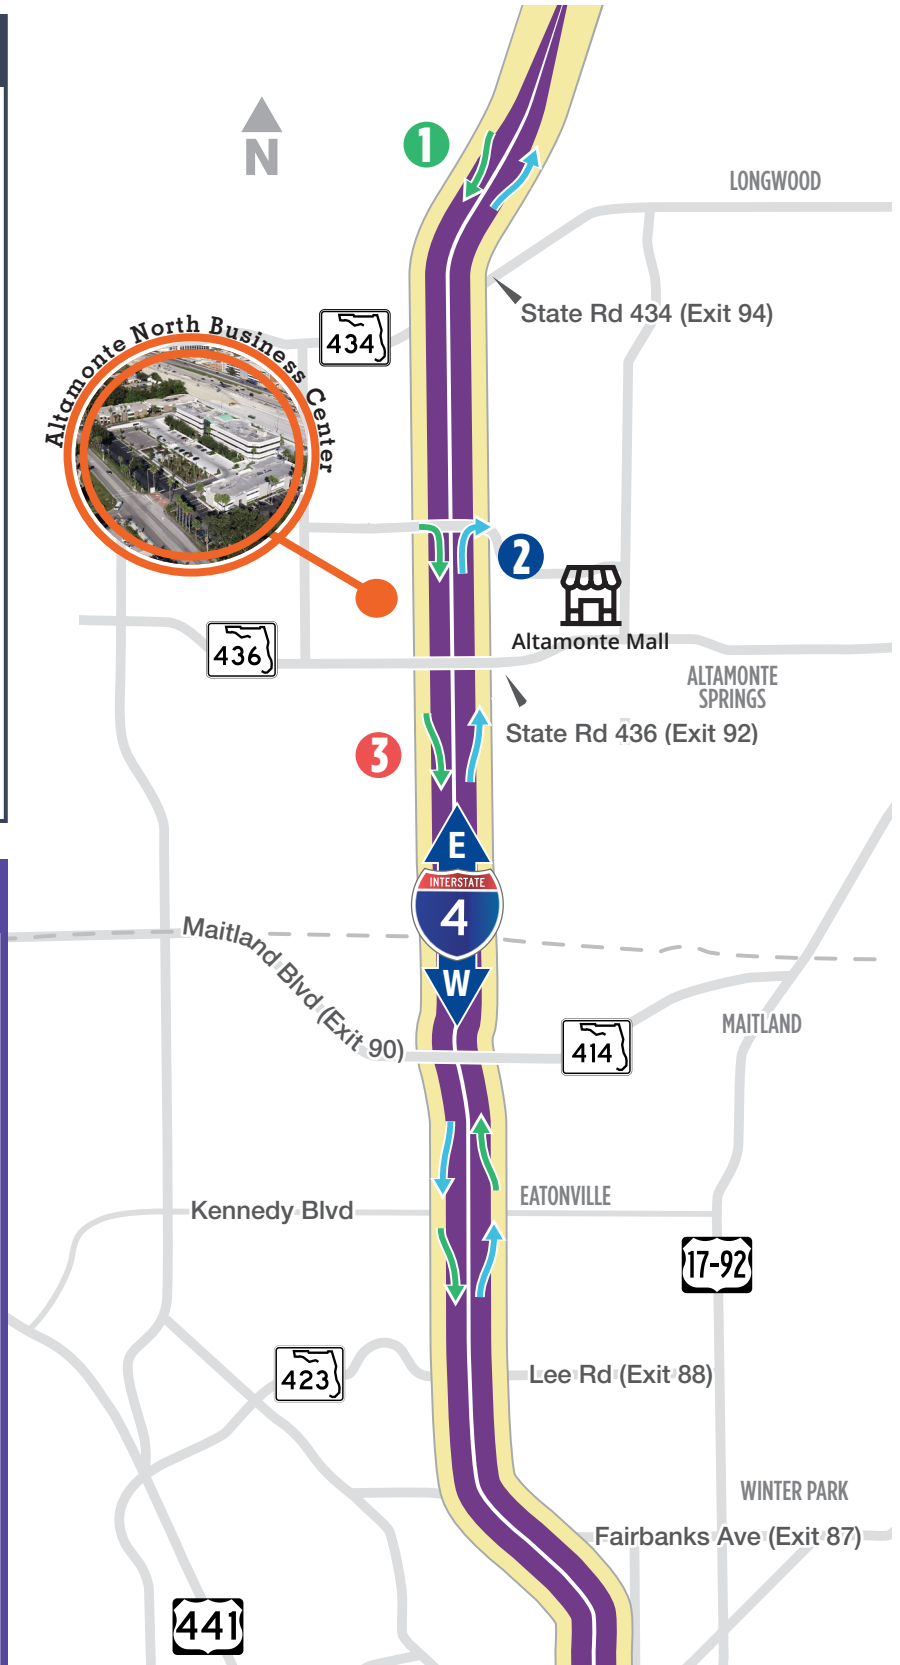 1
N
LONGWOOD
State Rd 434 (Exit 94)
434
Altamonte North Business Center
2
Altamonte Mall
436
ALTAMONTE
SPRINGS
State Rd 436 (Exit 92)
3
E
INTERSTATE
4
W
Maitland Blvd (Exit 90)
MAITLAND
414
EATONVILLE
Kennedy Blvd
17-92
423
Lee Rd (Exit 88)
WINTER PARK
Fairbanks Ave (Exit 87)
441